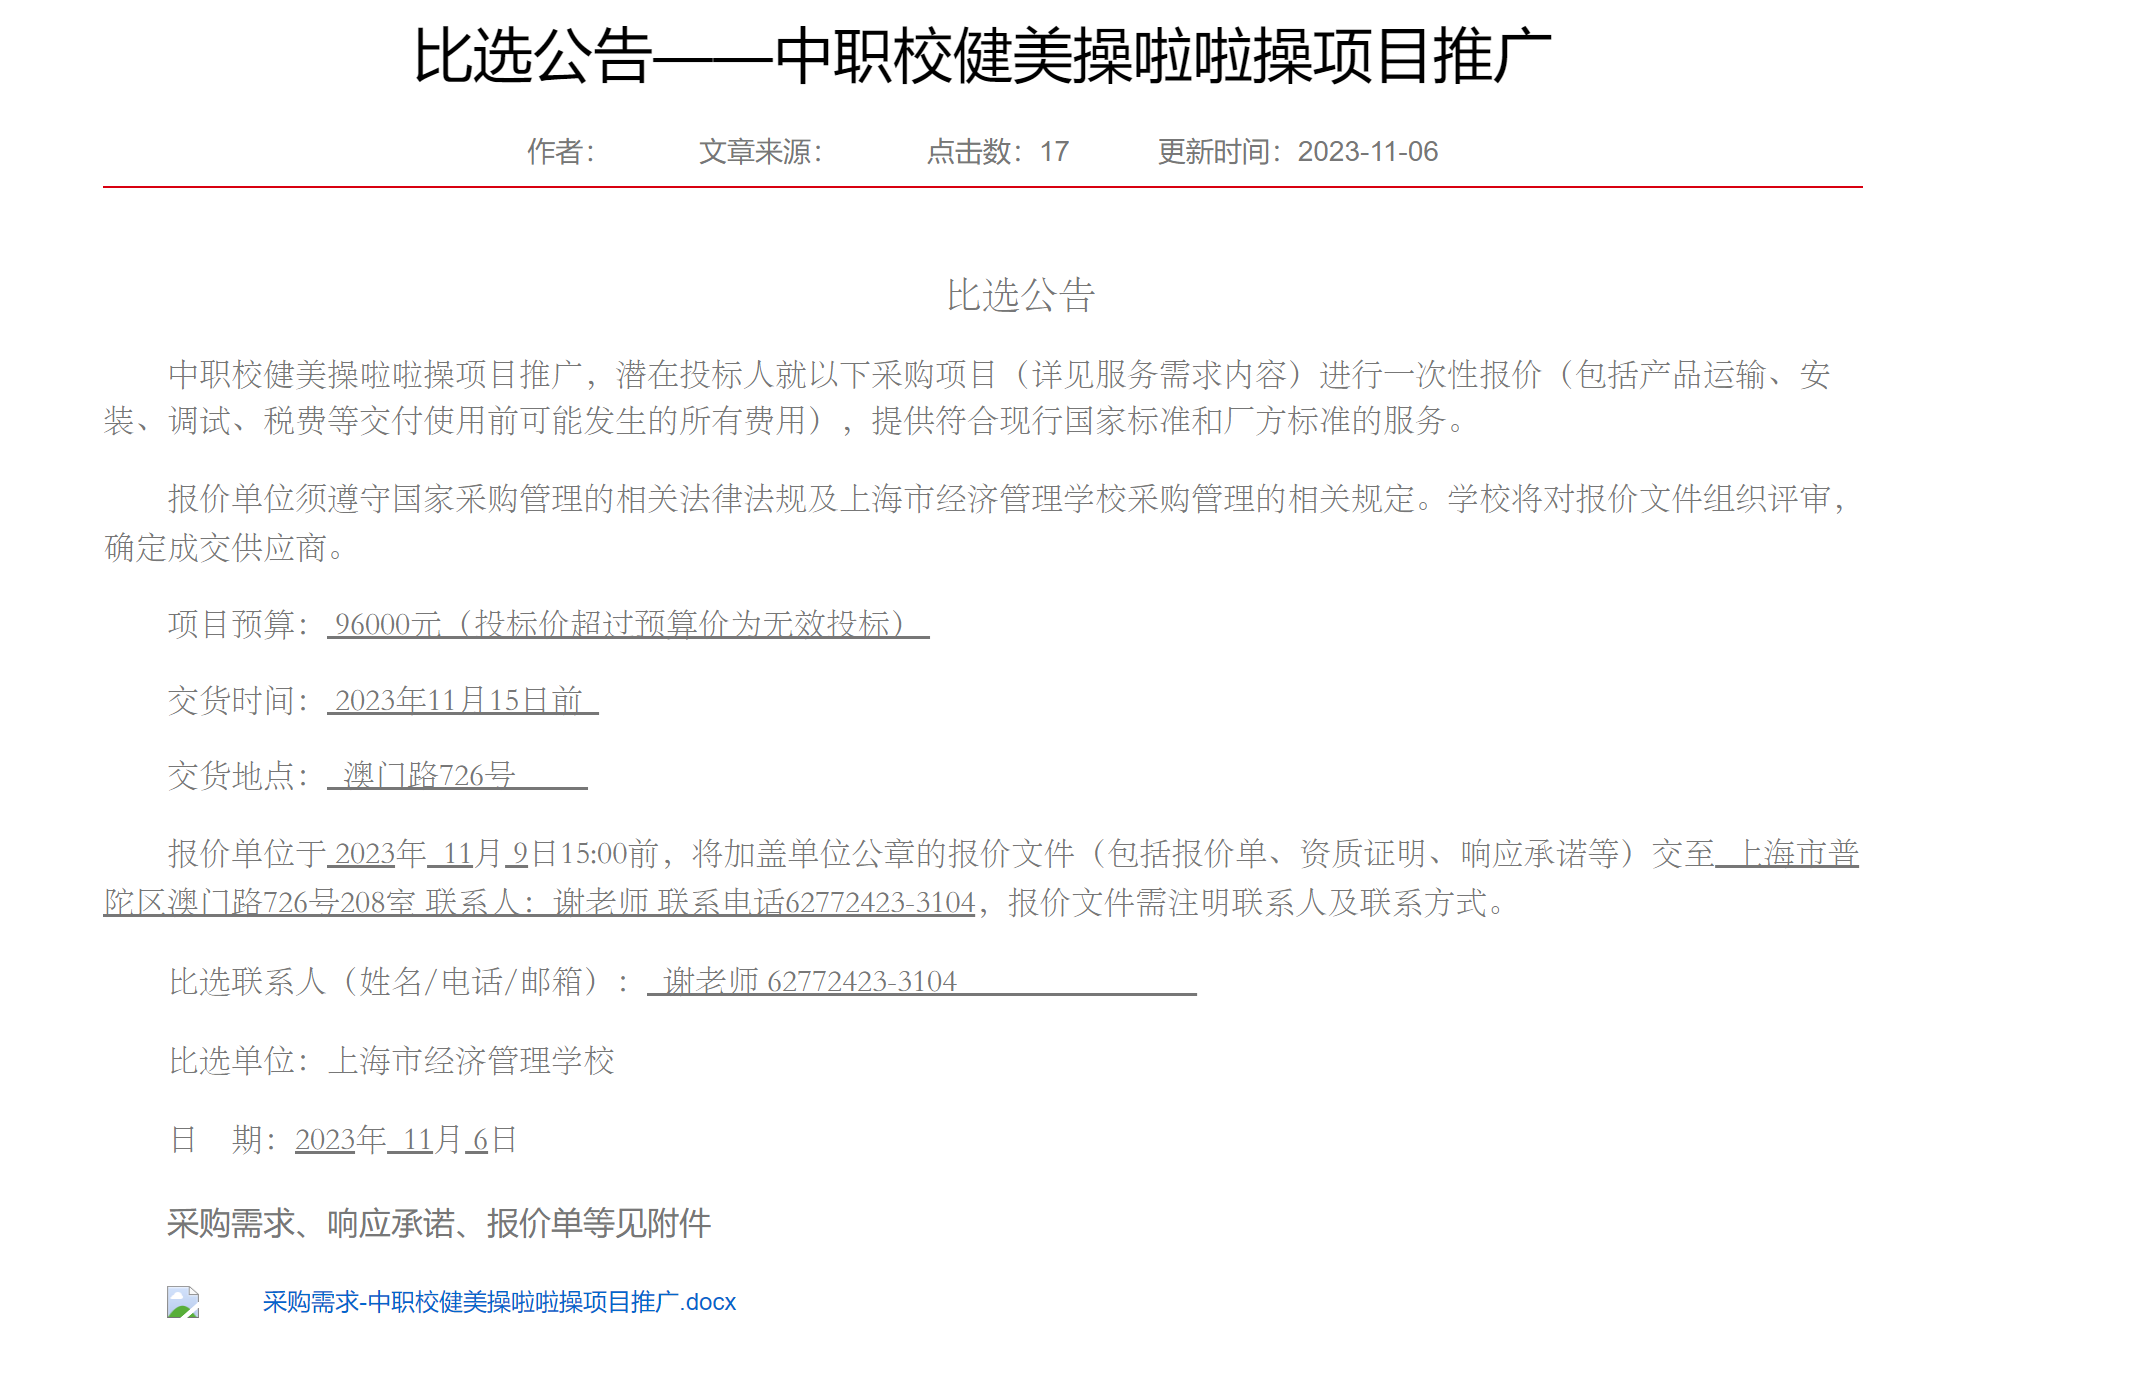 比选公告——中职校健美操啦啦操项目推广
作者： 文章来源： 点击数：17 更新时间：2023-11-06
比选公告
中职校健美操啦啦操项目推广，潜在投标人就以下采购项目（详见服务需求内容）进行一次性报价（包括产品运输、安
装、调试、税费等交付使用前可能发生的所有费用），提供符合现行国家标准和厂方标准的服务。
报价单位须遵守国家采购管理的相关法律法规及上海市经济管理学校采购管理的相关规定。学校将对报价文件组织评审，
确定成交供应商。
项目预算： 96000元（投标价超过预算价为无效投标）
交货时间： 2023年11月15日前
交货地点： 澳门路726号
报价单位于 2023年 11月 9日15:00前，将加盖单位公章的报价文件（包括报价单、资质证明、响应承诺等）交至 上海市普
陀区澳门路726号208室 联系人：谢老师 联系电话62772423-3104，报价文件需注明联系人及联系方式。
比选联系人（姓名/电话/邮箱）： 谢老师 62772423-3104
比选单位：上海市经济管理学校
日 期：2023年 11月 6日
采购需求、响应承诺、报价单等见附件
采购需求-中职校健美操啦啦操项目推广.docx